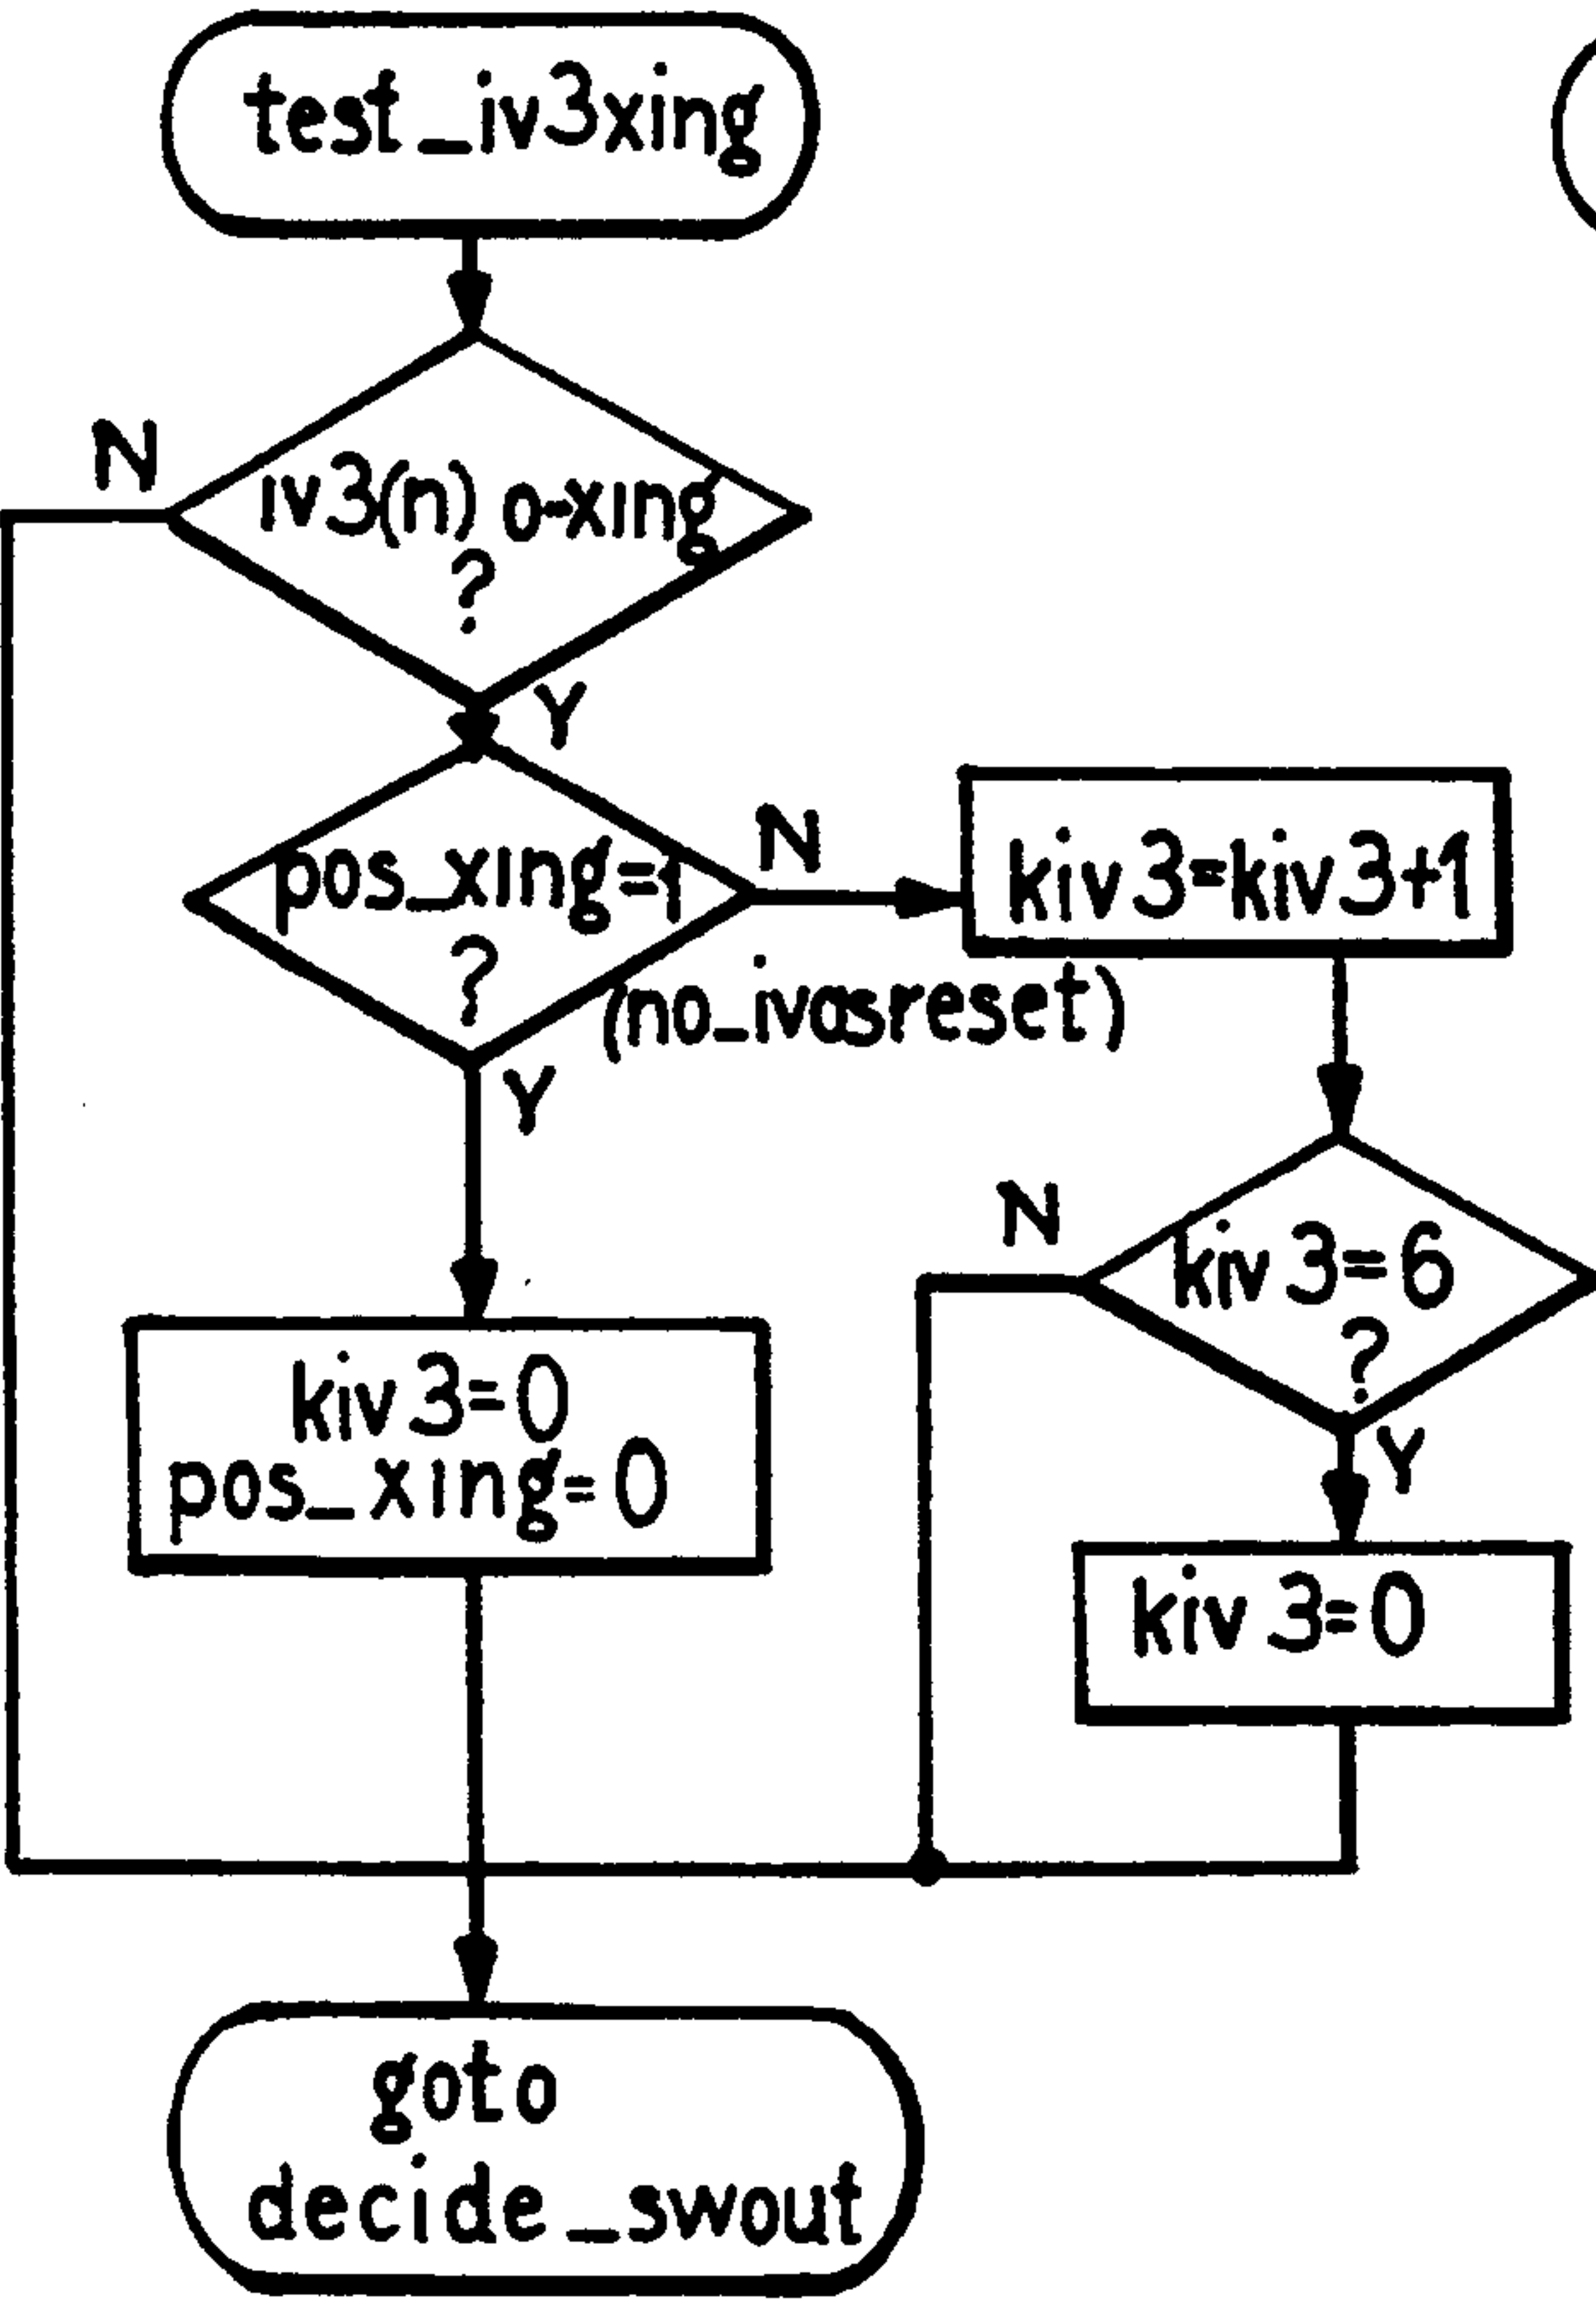 test_iv3xing
N
iv3(n) o-xing
?
Y
pos_xing=1
?
N
kiv3=kiv3+1
(no_ivasreset)
Y
N
kiv3=6
?
Y
kiv3=0
pos_xing=0
kiv3=0
goto
decide_swout